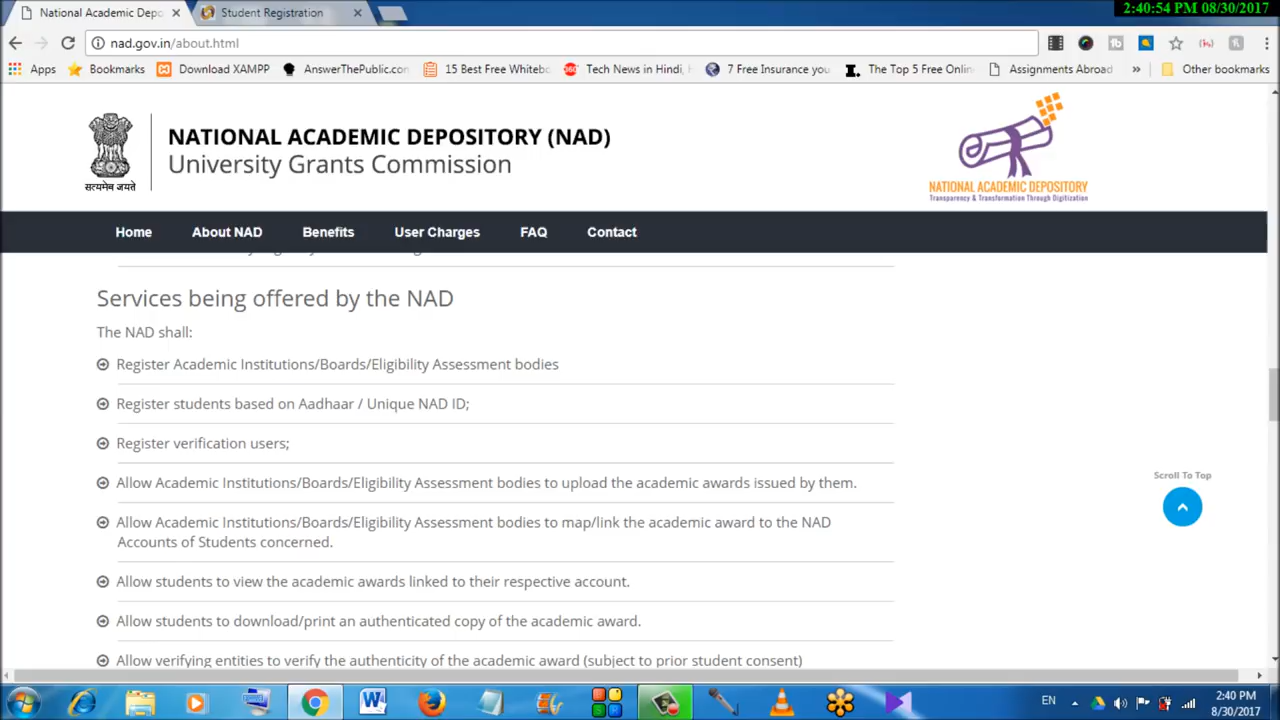 2:40:54 PM 08/30/2017
National Academic Depo
Student Registration
nad.gov.in/about.html
Apps
Bookmarks
Download XAMPP
AnswerThePublic.con
15 Best Free Whitebo
Tech News in Hindi,
7 Free Insurance you
The Top 5 Free Onlin
Assignments Abroad
»
Other bookmarks
सत्यमेव जयते
NATIONAL ACADEMIC DEPOSITORY (NAD)
University Grants Commission
NATIONAL ACADEMIC DEPOSITORY
Transparency & Transformation Through Digitization
Home
About NAD
Benefits
User Charges
FAQ
Contact
Services being offered by the NAD
The NAD shall:
Register Academic Institutions/Boards/Eligibility Assessment bodies
Register students based on Aadhaar / Unique NAD ID;
Register verification users;
Allow Academic Institutions/Boards/Eligibility Assessment bodies to upload the academic awards issued by them.
Allow Academic Institutions/Boards/Eligibility Assessment bodies to map/link the academic award to the NAD
Accounts of Students concerned.
Allow students to view the academic awards linked to their respective account.
Allow students to download/print an authenticated copy of the academic award.
Allow verifying entities to verify the authenticity of the academic award (subject to prior student consent)
Scroll To Top
EN
2:40 PM
8/30/2017